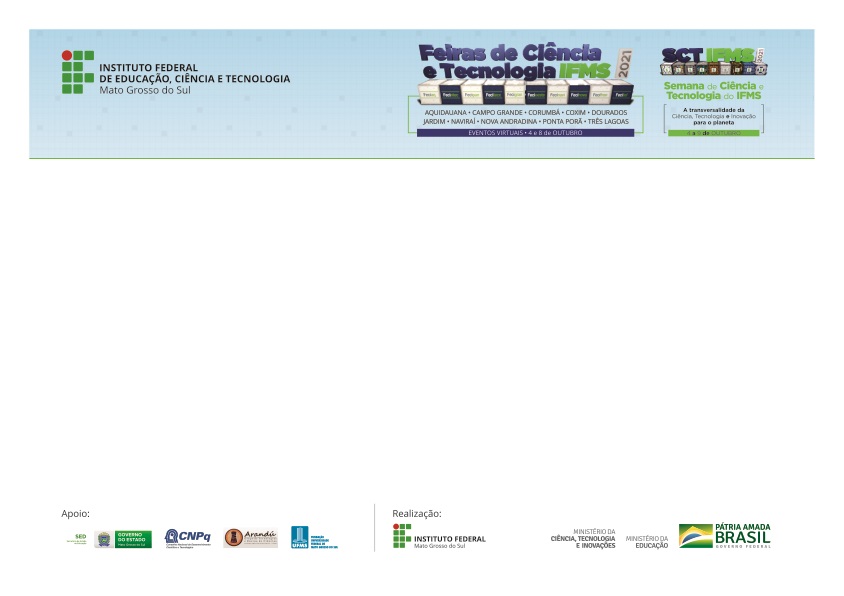 INSTITUTO FEDERAL
DE EDUCAÇÃO, CIÊNCIA E TECNOLOGIA
Mato Grosso do Sul
Feiras de Ciência
e Tecnologia IFMS 2021
AQUIDAUANA • CAMPO GRANDE • CORUMBÁ • COXIM • DOURADOS
JARDIM • NAVIRAÍ • NOVA ANDRADINA • PONTA PORÃ • TRÊS LAGOAS
EVENTOS VIRTUAIS • 4 e 8 de OUTUBRO
SCT IFMS 2021
Semana de Ciência e
Tecnologia do IFMS
A transversalidade da
Ciência, Tecnologia e Inovação
para o planeta
4 a 8 de OUTUBRO
Apoio:
SED
GOVERNO
DO ESTADO
Mato Grosso do Sul
CNPq
Arandú
UFMS
Realização:
INSTITUTO FEDERAL
Mato Grosso do Sul
MINISTÉRIO DA
CIÊNCIA, TECNOLOGIA
E INOVAÇÕES
MINISTÉRIO DA
EDUCAÇÃO
PÁTRIA AMADA
BRASIL
GOVERNO FEDERAL